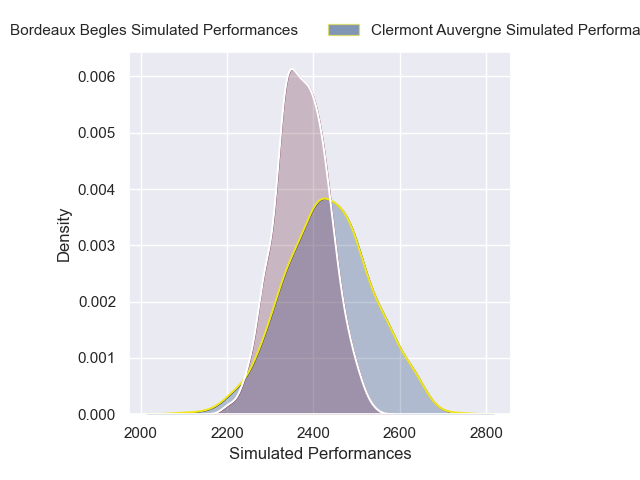 Bordeaux Begles Simulated Performances
Clermont Auvergne Simulated Performa
0.006
0.005
0.004
0.003
0.002
0.001
0.000
Density
2000 2200 2400 2600 2800
Simulated Performances